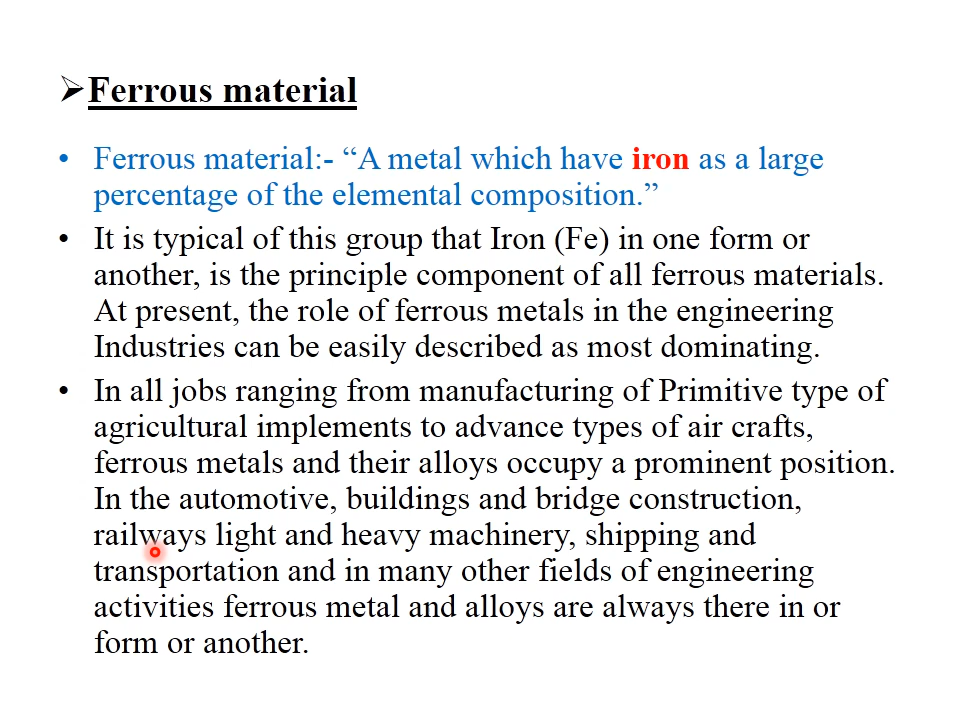 ➢Ferrous material
• Ferrous material:- “A metal which have iron as a large
percentage of the elemental composition.”
• It is typical of this group that Iron (Fe) in one form or
another, is the principle component of all ferrous materials.
At present, the role of ferrous metals in the engineering
Industries can be easily described as most dominating.
• In all jobs ranging from manufacturing of Primitive type of
agricultural implements to advance types of air crafts,
ferrous metals and their alloys occupy a prominent position.
In the automotive, buildings and bridge construction,
railways light and heavy machinery, shipping and
transportation and in many other fields of engineering
activities ferrous metal and alloys are always there in or
form or another.